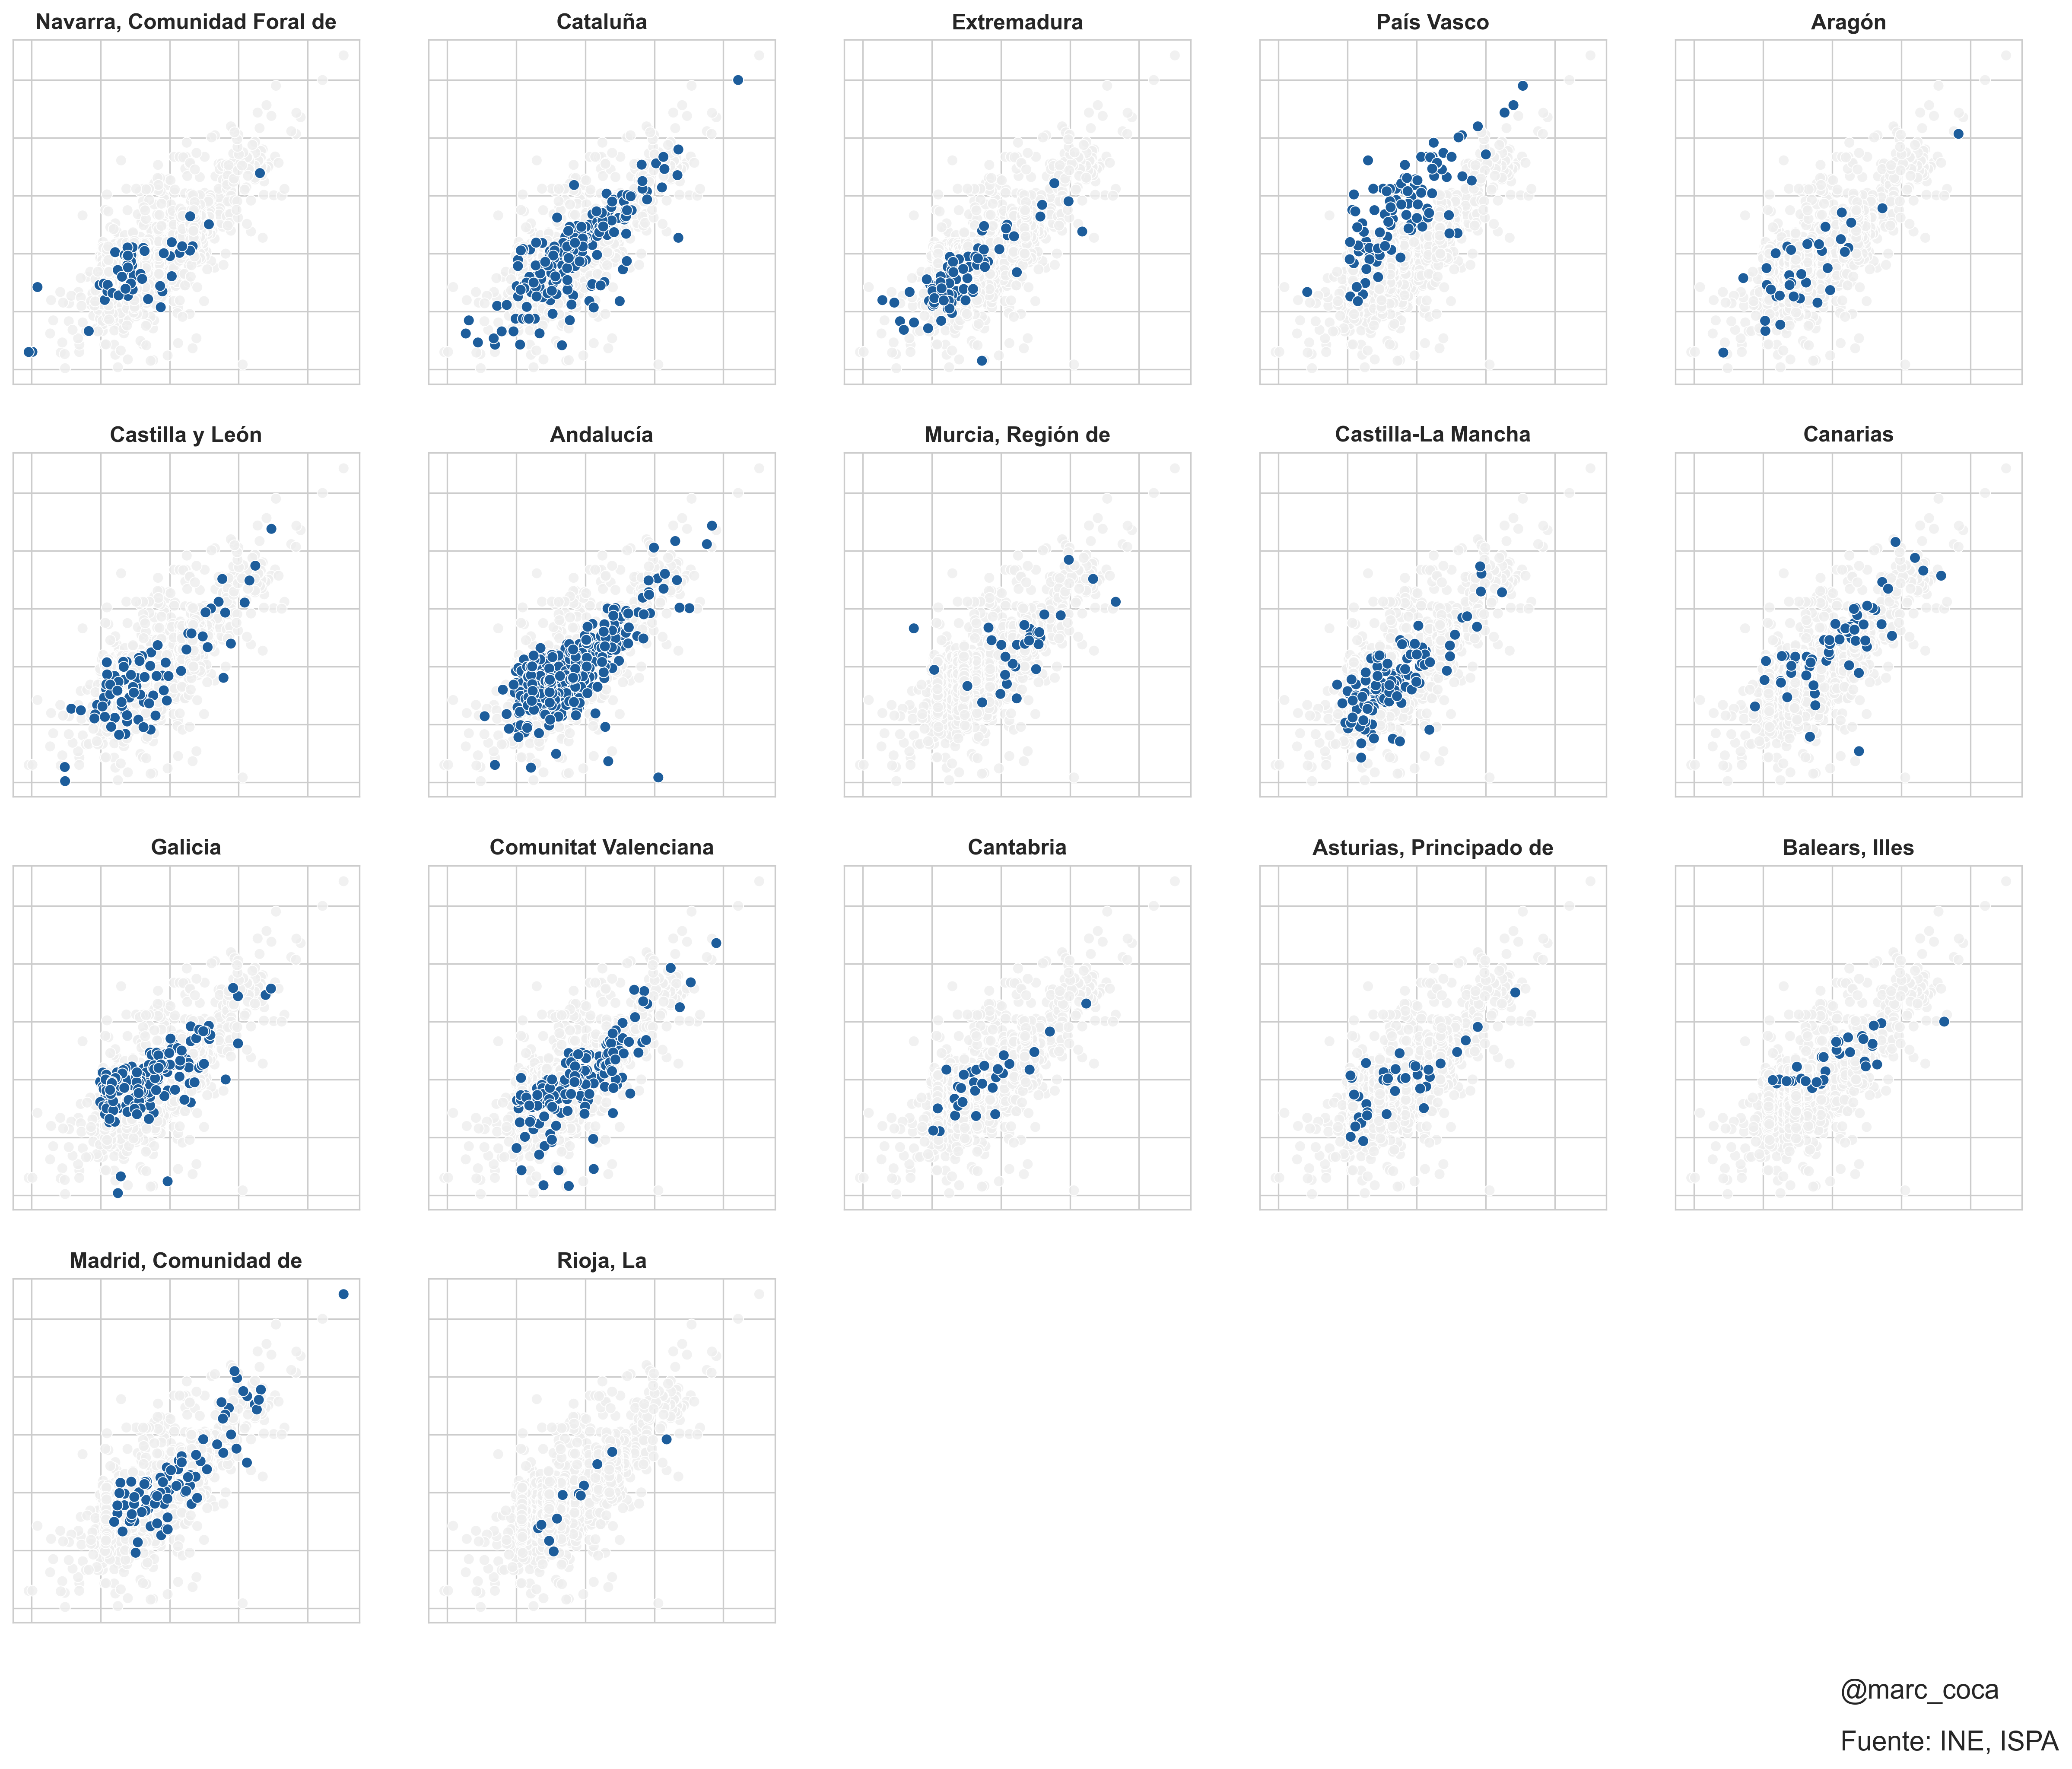 Navarra, Comunidad Foral de
Cataluña
Extremadura
País Vasco
Aragón
Castilla y León
Andalucía
Murcia, Región de
Castilla-La Mancha
Canarias
Galicia
Comunitat Valenciana
Cantabria
Asturias, Principado de
Balears, Illes
Madrid, Comunidad de
Rioja, La
@marc_coca
Fuente: INE, ISPA